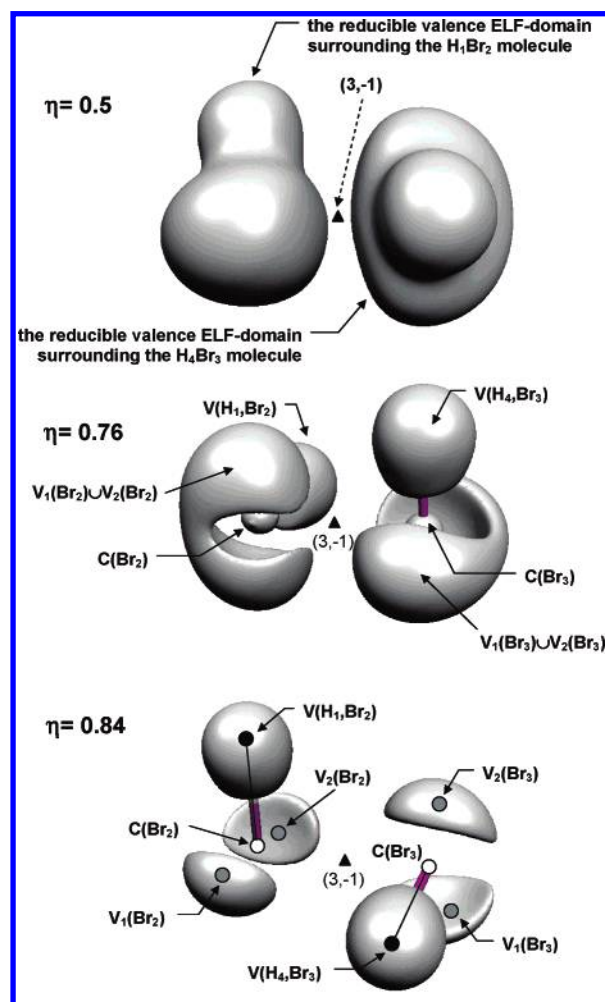 the reducible valence ELF-domain
surrounding the H₁Br₂ molecule
η= 0.5
(3,-1)
the reducible valence ELF-domain
surrounding the H₄Br₃ molecule
V(H₁,Br₂)
V(H₄,Br₃)
η= 0.76
V₁(Br₂)∪V₂(Br₂)
(3,-1)
C(Br₂)
C(Br₃)
V₁(Br₃)∪V₂(Br₃)
η= 0.84
V(H₁,Br₂)
V₂(Br₃)
V₂(Br₂)
C(Br₂)
C(Br₃)
(3,-1)
V₁(Br₂)
V₁(Br₃)
V(H₄,Br₃)